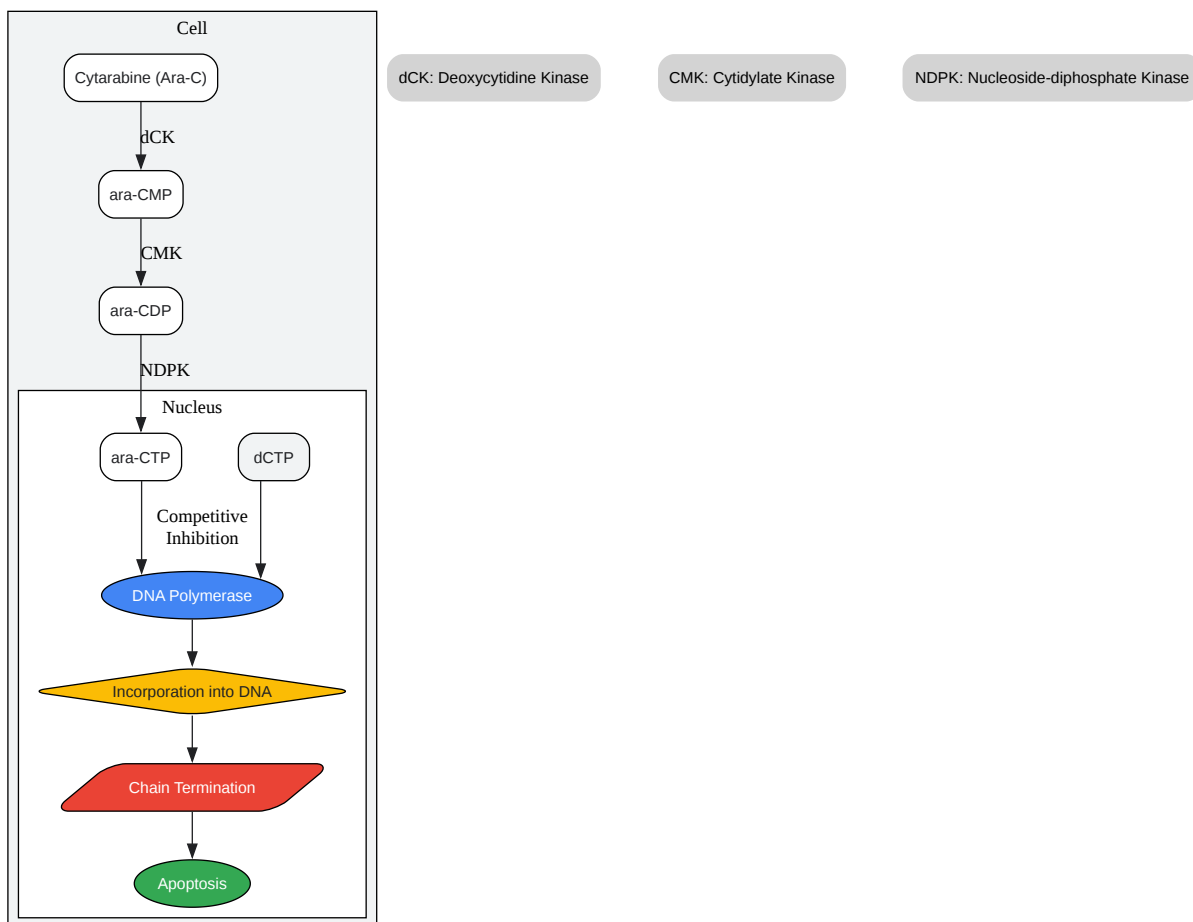 Cell
Cytarabine (Ara-C)
dCK: Deoxycytidine Kinase
CMK: Cytidylate Kinase
NDPK: Nucleoside-diphosphate Kinase
dCK
ara-CMP
CMK
ara-CDP
NDPK
Nucleus
ara-CTP
dCTP
Competitive
Inhibition
DNA Polymerase
Incorporation into DNA
Chain Termination
Apoptosis